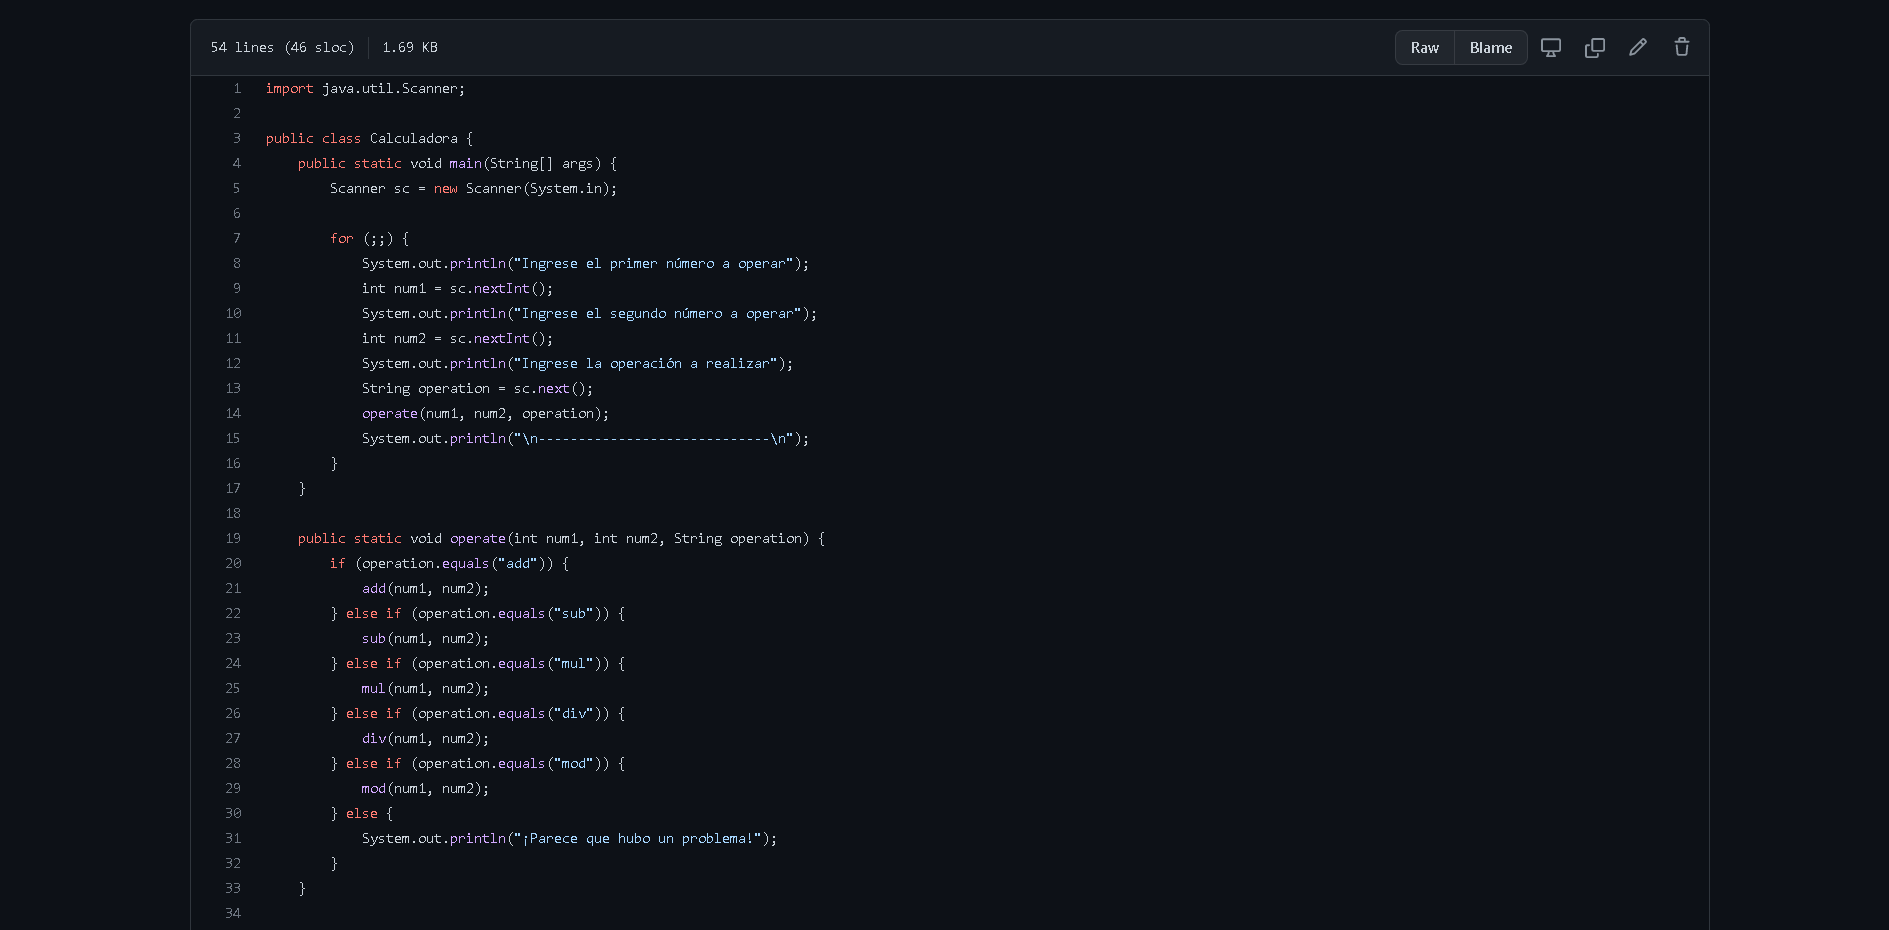 54 lines (46 sloc) 1.69 KB Raw Blame
1 import java.util.Scanner;
2
3 public class Calculadora {
4     public static void main(String[] args) {
5         Scanner sc = new Scanner(System.in);
6
7         for (;;) {
8             System.out.println("Ingrese el primer número a operar");
9             int num1 = sc.nextInt();
10             System.out.println("Ingrese el segundo número a operar");
11             int num2 = sc.nextInt();
12             System.out.println("Ingrese la operación a realizar");
13             String operation = sc.next();
14             operate(num1, num2, operation);
15             System.out.println("\n-----------------------------\n");
16         }
17     }
18
19     public static void operate(int num1, int num2, String operation) {
20         if (operation.equals("add")) {
21             add(num1, num2);
22         } else if (operation.equals("sub")) {
23             sub(num1, num2);
24         } else if (operation.equals("mul")) {
25             mul(num1, num2);
26         } else if (operation.equals("div")) {
27             div(num1, num2);
28         } else if (operation.equals("mod")) {
29             mod(num1, num2);
30         } else {
31             System.out.println("¡Parece que hubo un problema!");
32         }
33     }
34